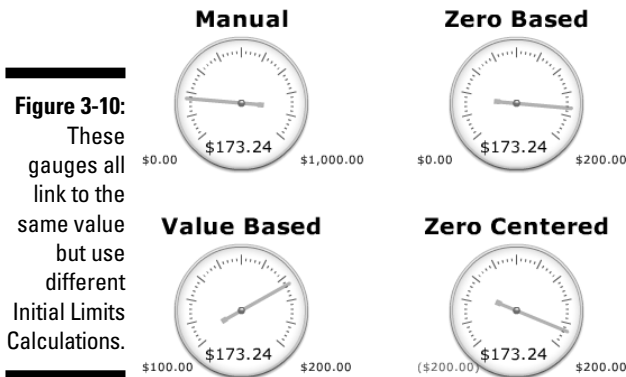 Figure 3-10:
These
gauges all
link to the
same value
but use
different
Initial Limits
Calculations.
Manual
$173.24
$0.00
$1,000.00
Zero Based
$173.24
$0.00
$200.00
Value Based
$173.24
$100.00
$200.00
Zero Centered
$173.24
($200.00)
$200.00